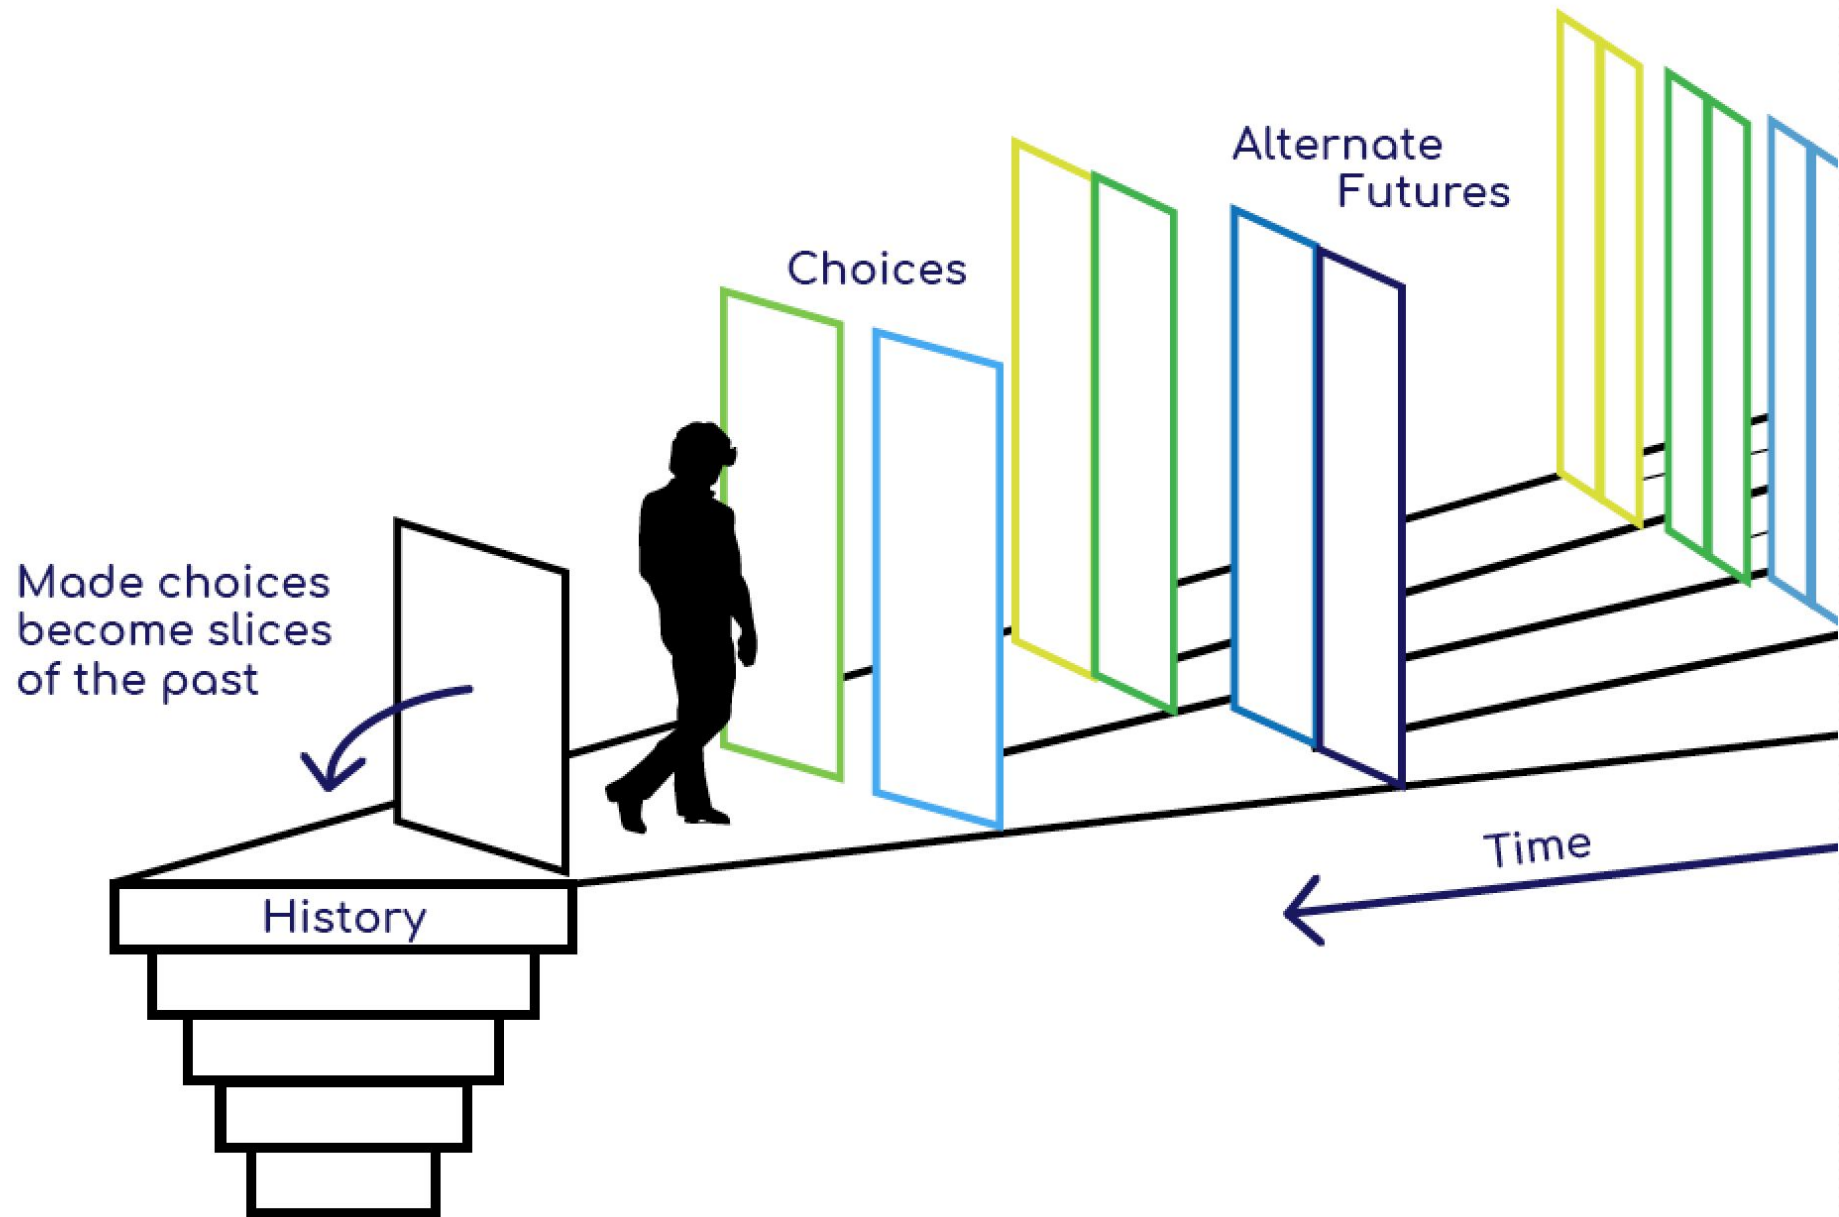 Alternate
Futures
Choices
Made choices
become slices
of the past
Time
History